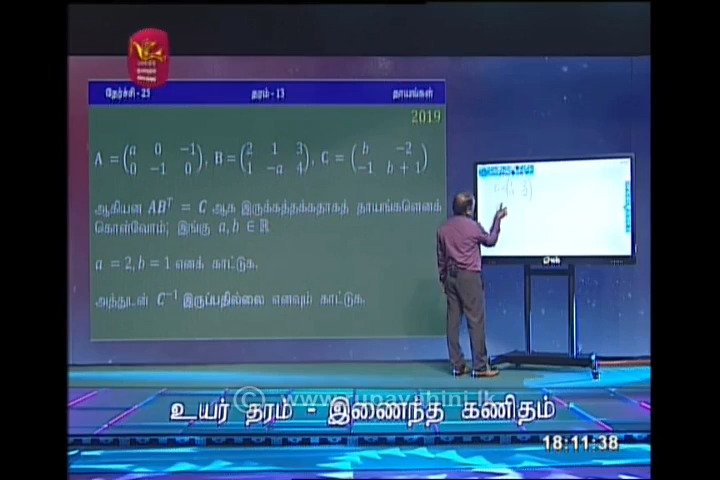 தேர்ச்சி - 25 தரம் - 13 தாயங்கள்
2019
A = (a 0 −1; 0 −1 0), B = (2 1 3; 1 −a 4), C = (b −2; −1 b + 1)
ஆகியன ABᵀ = C ஆக இருக்கத்தக்கதாகத் தாயங்களெனக்
கொள்வோம்; இங்கு a, b ∈ ℝ
a = 2, b = 1 எனக் காட்டுக.
அத்துடன் C⁻¹ இருப்பதில்லை எனவும் காட்டுக.
© www.rupavahini.lk
உயர் தரம் - இணைந்த கணிதம்
18:11:38